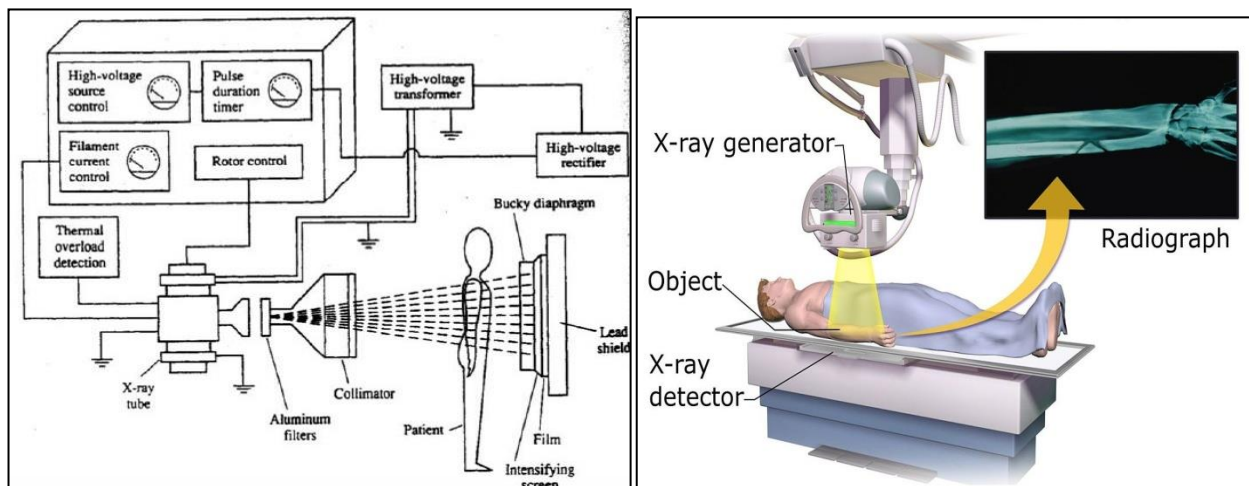 High-voltage
source control
Pulse
duration
timer
Filament
current
control
Rotor control
High-voltage
transformer
High-voltage
rectifier
Thermal
overload
detection
Bucky diaphragm
Lead
shield
X-ray
tube
Aluminum
filters
Collimator
Patient
Film
Intensifying
screen
X-ray generator
Radiograph
Object
X-ray
detector